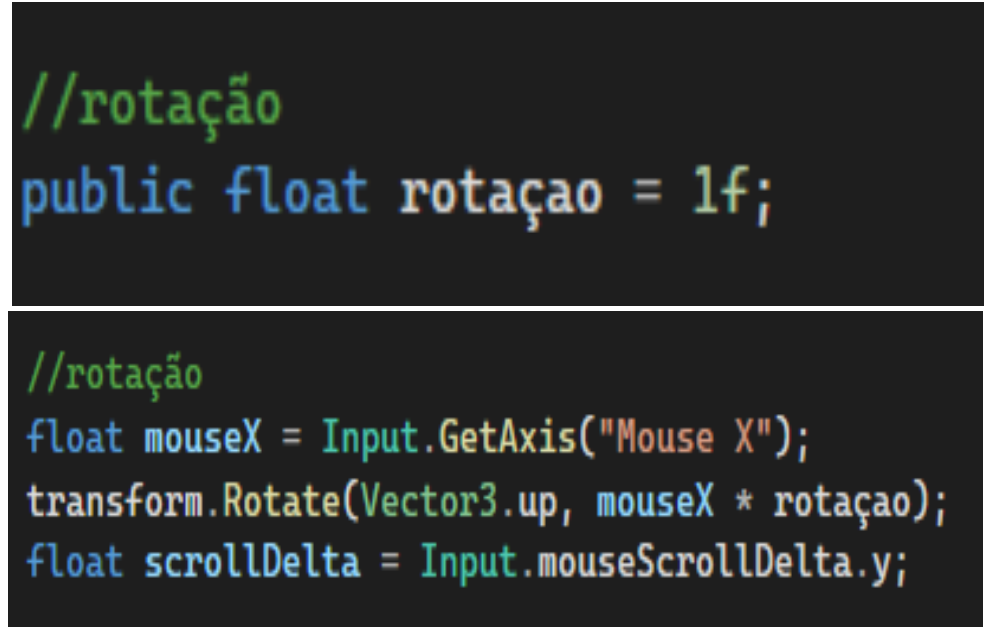 //rotação
public float rotaçao = 1f;
//rotação
float mouseX = Input.GetAxis("Mouse X");
transform.Rotate(Vector3.up, mouseX * rotaçao);
float scrollDelta = Input.mouseScrollDelta.y;